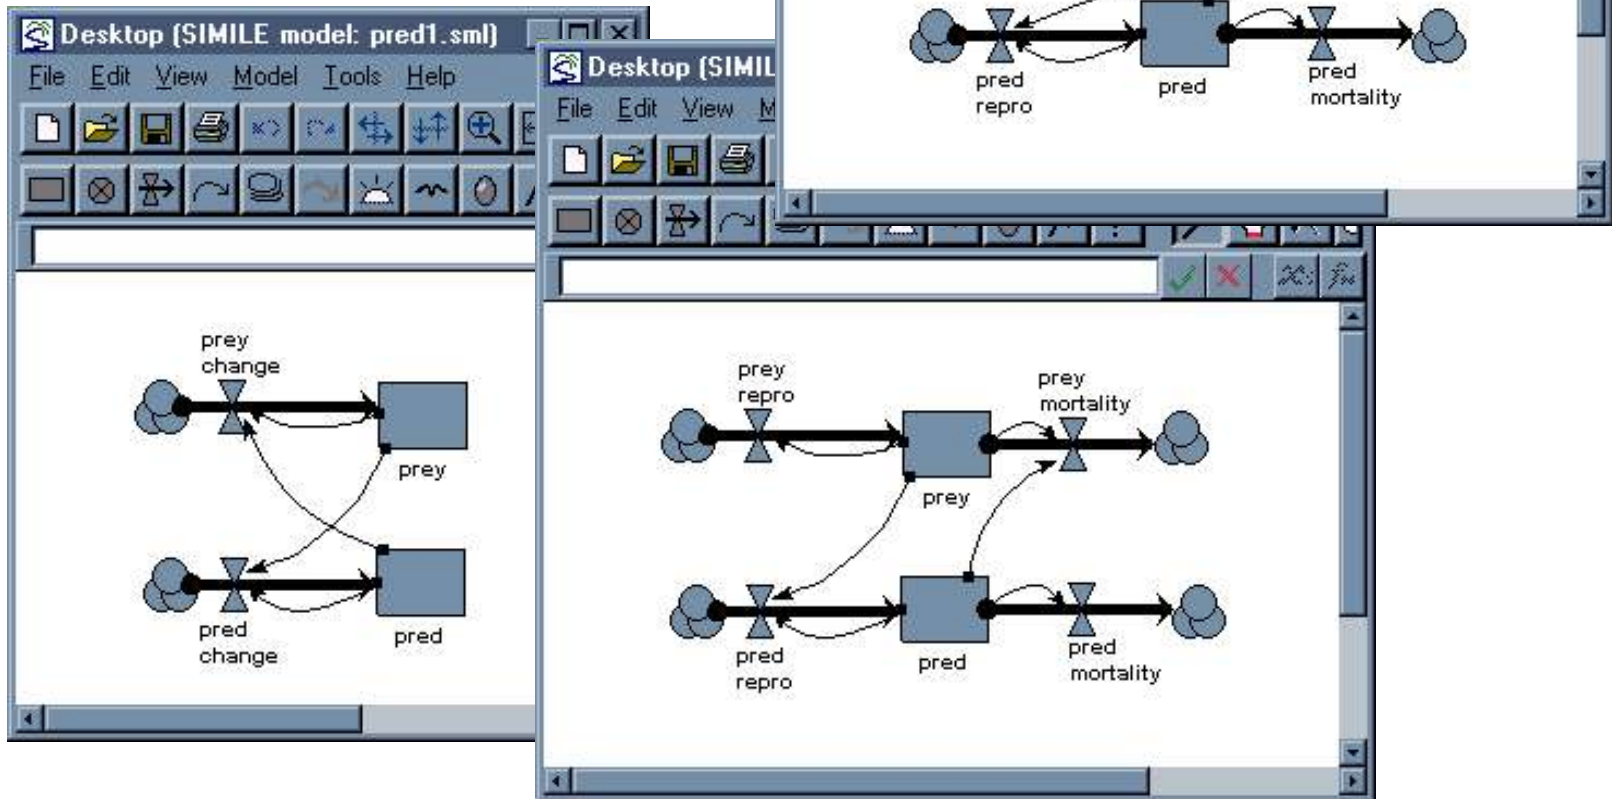 Desktop (SIMILE model: pred1.sml)
File Edit View Model Tools Help
prey
change
prey
pred
change
pred
Desktop (SIMIL
File Edit View M
prey
repro
prey
mortality
prey
pred
repro
pred
pred
mortality
pred
repro
pred
pred
mortality